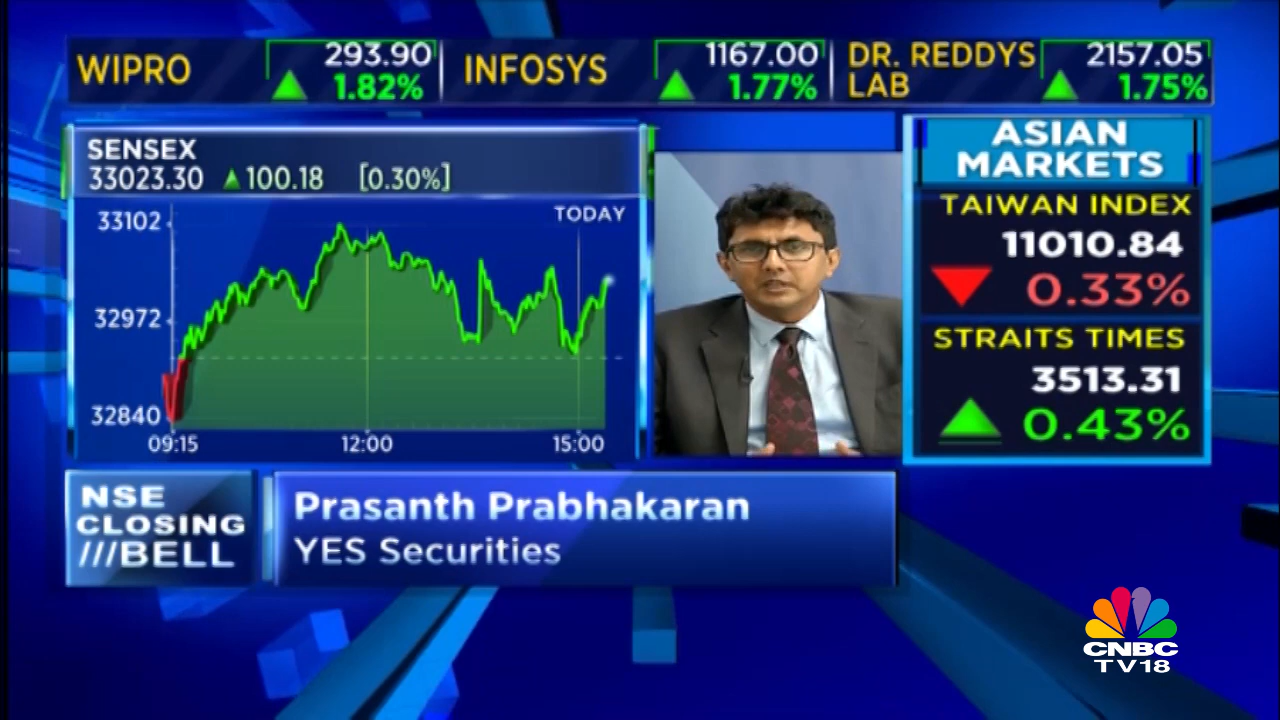 WIPRO
293.90
▲ 1.82%
INFOSYS
1167.00
▲ 1.77%
DR. REDDYS
LAB
2157.05
▲ 1.75%
SENSEX
33023.30 ▲100.18 [0.30%]
TODAY
33102
32972
32840
09:15 12:00 15:00
ASIAN
MARKETS
TAIWAN INDEX
11010.84
▼ 0.33%
STRAITS TIMES
3513.31
▲ 0.43%
NSE
CLOSING
///BELL
Prasanth Prabhakaran
YES Securities
CNBC
TV18